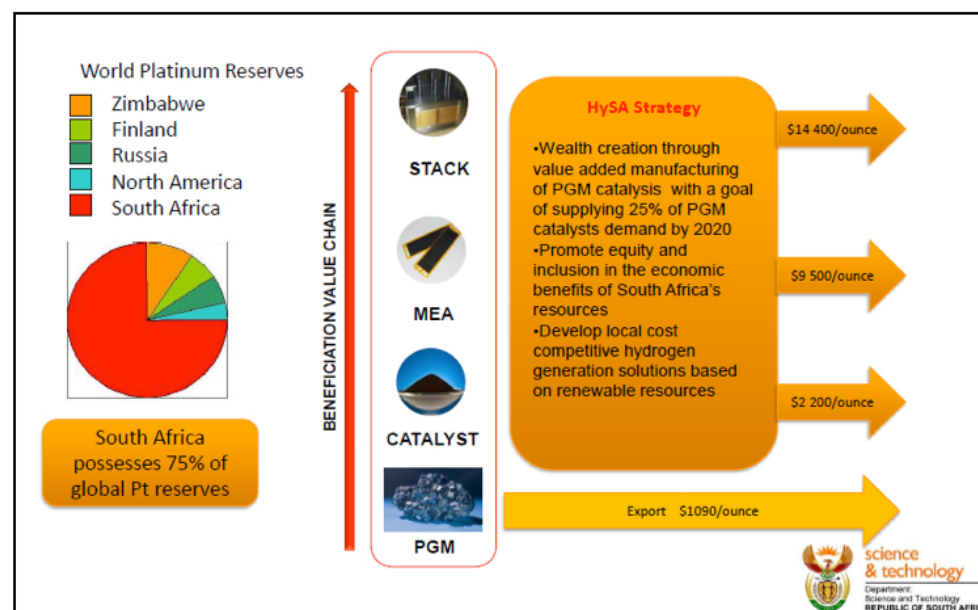 World Platinum Reserves
Zimbabwe
Finland
Russia
North America
South Africa
South Africa
possesses 75% of
global Pt reserves
BENEFICIATION VALUE CHAIN
STACK
MEA
CATALYST
PGM
HySA Strategy
•Wealth creation through
value added manufacturing
of PGM catalysis with a goal
of supplying 25% of PGM
catalysts demand by 2020
•Promote equity and
inclusion in the economic
benefits of South Africa's
resources
•Develop local cost
competitive hydrogen
generation solutions based
on renewable resources
$14 400/ounce
$9 500/ounce
$2 200/ounce
Export $1090/ounce
science
& technology
Department:
Science and Technology
REPUBLIC OF SOUTH AFRI